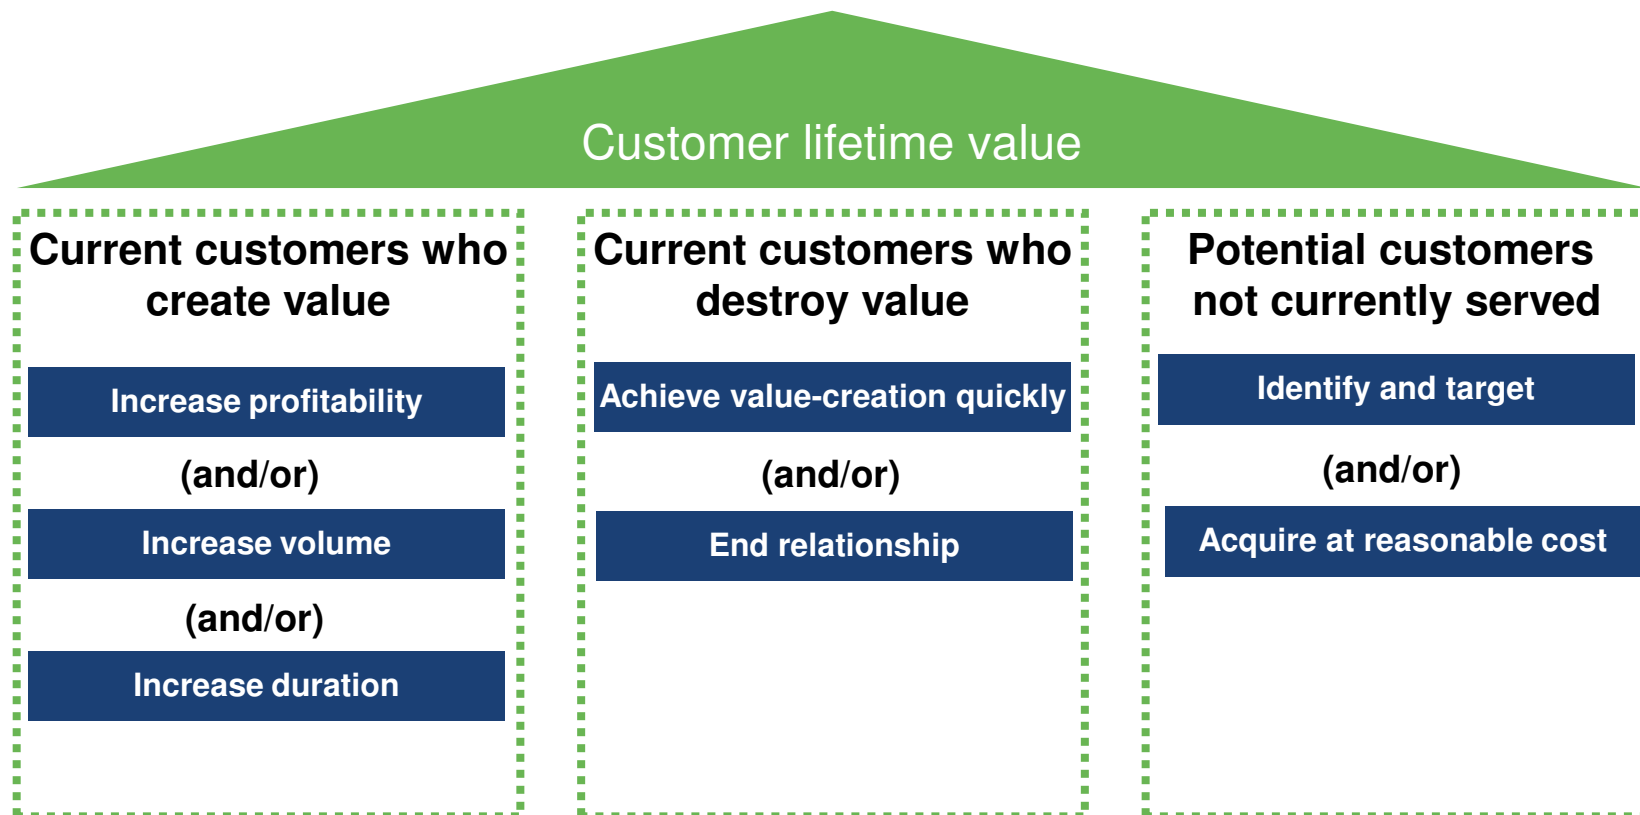 Customer lifetime value
Current customers who
create value
Increase profitability
(and/or)
Increase volume
(and/or)
Increase duration
Current customers who
destroy value
Achieve value-creation quickly
(and/or)
End relationship
Potential customers
not currently served
Identify and target
(and/or)
Acquire at reasonable cost